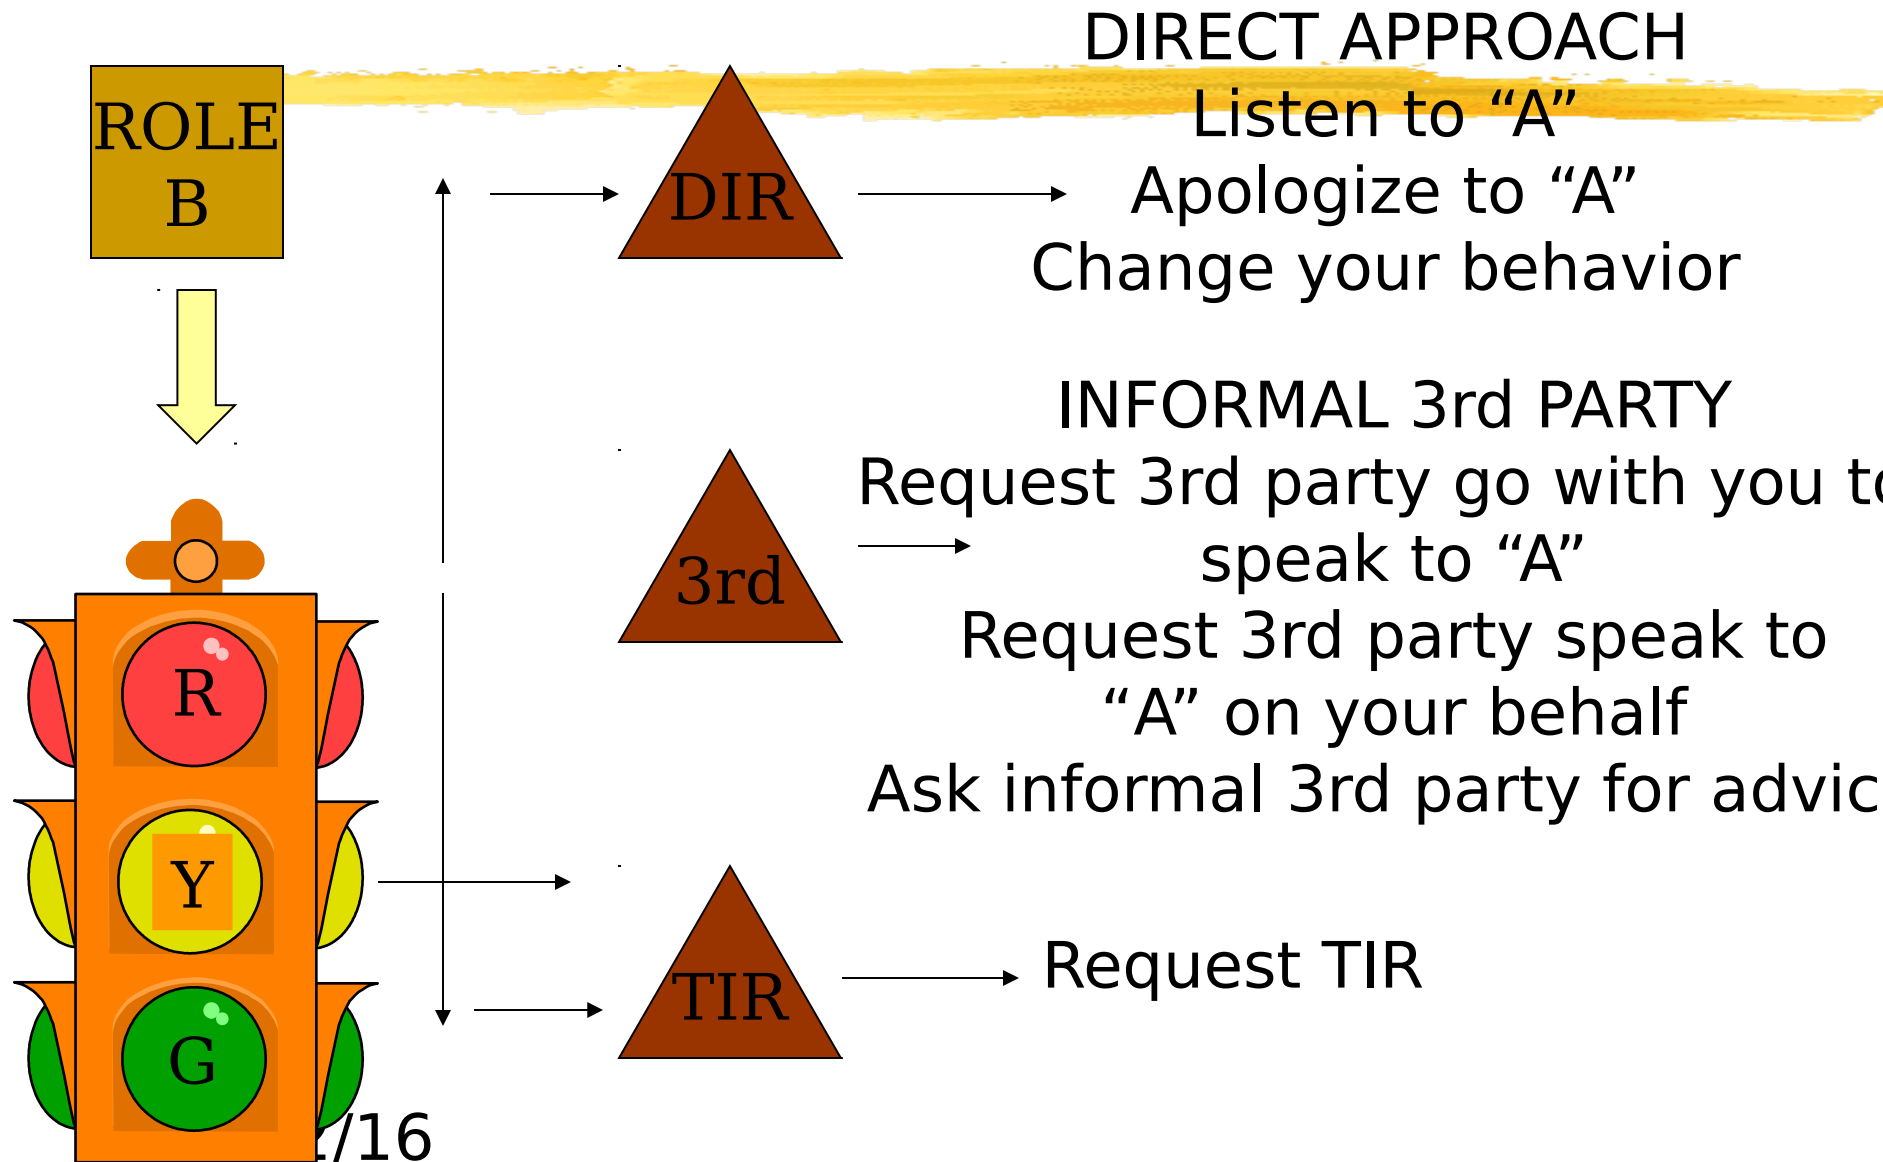 ROLE
B
DIR
DIRECT APPROACH
Listen to “A”
Apologize to “A”
Change your behavior
3rd
INFORMAL 3rd PARTY
Request 3rd party go with you to
speak to “A”
Request 3rd party speak to
“A” on your behalf
Ask informal 3rd party for advic
R
Y
G
TIR
Request TIR
/16